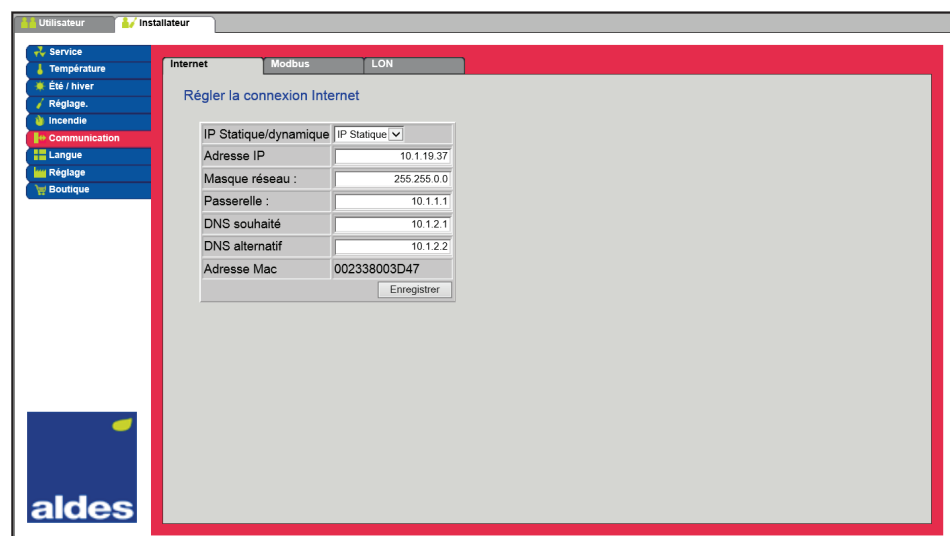 Utilisateur
Installateur
Service
Température
Été / hiver
Réglage.
Incendie
Communication
Langue
Réglage
Boutique
Internet
Modbus
LON
Régler la connexion Internet
IP Statique/dynamique IP Statique
Adresse IP 10.1.19.37
Masque réseau : 255.255.0.0
Passerelle : 10.1.1.1
DNS souhaité 10.1.2.1
DNS alternatif 10.1.2.2
Adresse Mac 002338003D47
Enregistrer
aldes